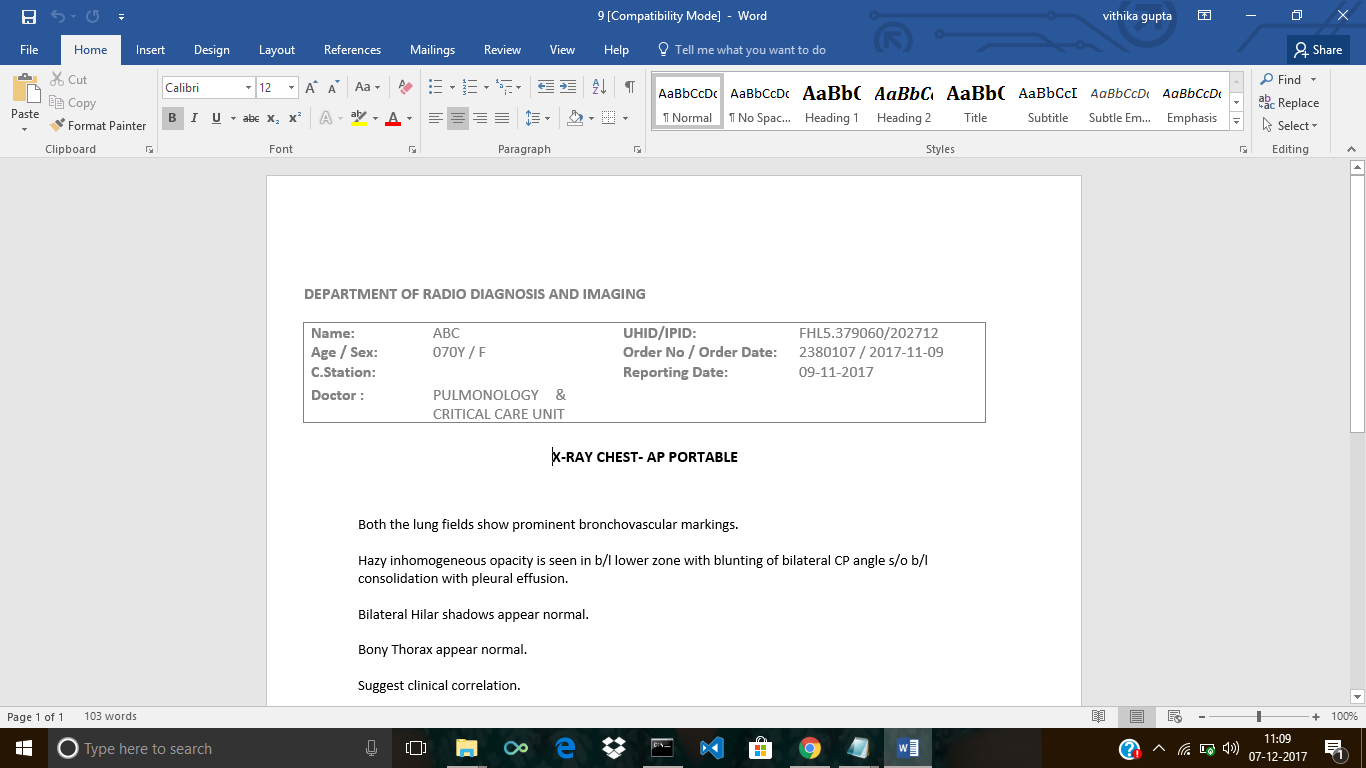 9 [Compatibility Mode] - Word
vithika gupta
File Home Insert Design Layout References Mailings Review View Help Tell me what you want to do Share
Paste
Cut
Copy
Format Painter
Clipboard
Calibri 12
Font
Paragraph
AaBbCcDc AaBbCcDc AaBbC AaBbCc AaBbC AaBbCcI AaBbCcDc AaBbCcDc
¶ Normal ¶ No Spac... Heading 1 Heading 2 Title Subtitle Subtle Em... Emphasis
Styles
Find
Replace
Select
Editing
DEPARTMENT OF RADIO DIAGNOSIS AND IMAGING
Name: ABC UHID/IPID: FHL5.379060/202712
Age / Sex: 070Y / F Order No / Order Date: 2380107 / 2017-11-09
C.Station: Reporting Date: 09-11-2017
Doctor : PULMONOLOGY &
CRITICAL CARE UNIT
X-RAY CHEST- AP PORTABLE
Both the lung fields show prominent bronchovascular markings.
Hazy inhomogeneous opacity is seen in b/l lower zone with blunting of bilateral CP angle s/o b/l
consolidation with pleural effusion.
Bilateral Hilar shadows appear normal.
Bony Thorax appear normal.
Suggest clinical correlation.
Page 1 of 1 103 words 100%
Type here to search
11:09
07-12-2017